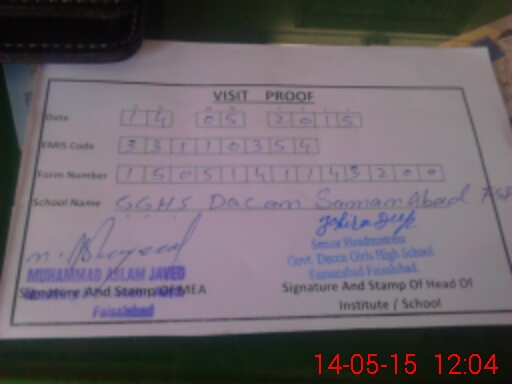 VISIT PROOF
Date 14 05 2015
EMIS Code 33110354
Form Number 15051411143200
School Name GGHS Dacca Samanabad FSD
MUHAMMAD ASLAM JAVED
Signature And Stamp Of MEA
Faisalabad
Senior Headmistress
Govt. Dacca Girls High School
Samanabad Faisalabad.
Signature And Stamp Of Head Of
Institute / School
14-05-15 12:04